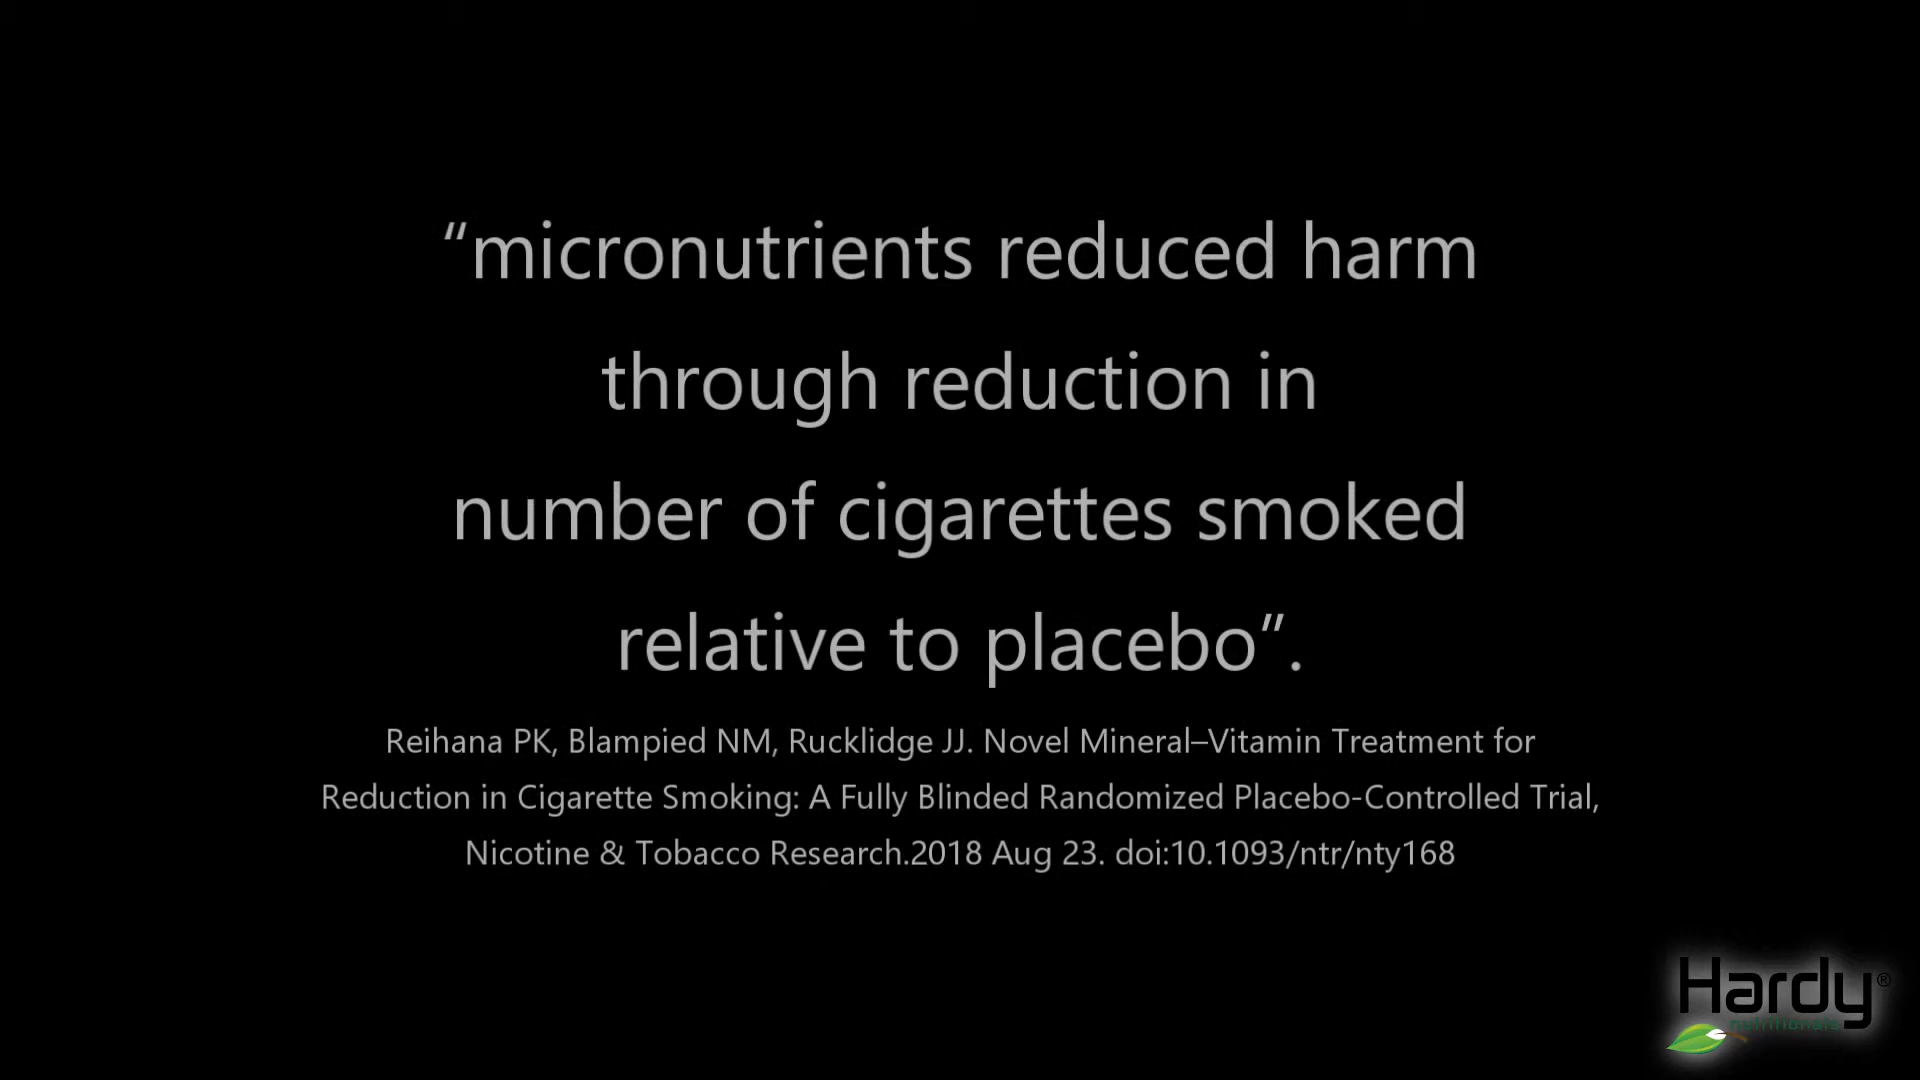 “micronutrients reduced harm
through reduction in
number of cigarettes smoked
relative to placebo”.
Reihana PK, Blampied NM, Rucklidge JJ. Novel Mineral–Vitamin Treatment for
Reduction in Cigarette Smoking: A Fully Blinded Randomized Placebo-Controlled Trial,
Nicotine & Tobacco Research.2018 Aug 23. doi:10.1093/ntr/nty168
Hardy®
nutritionals